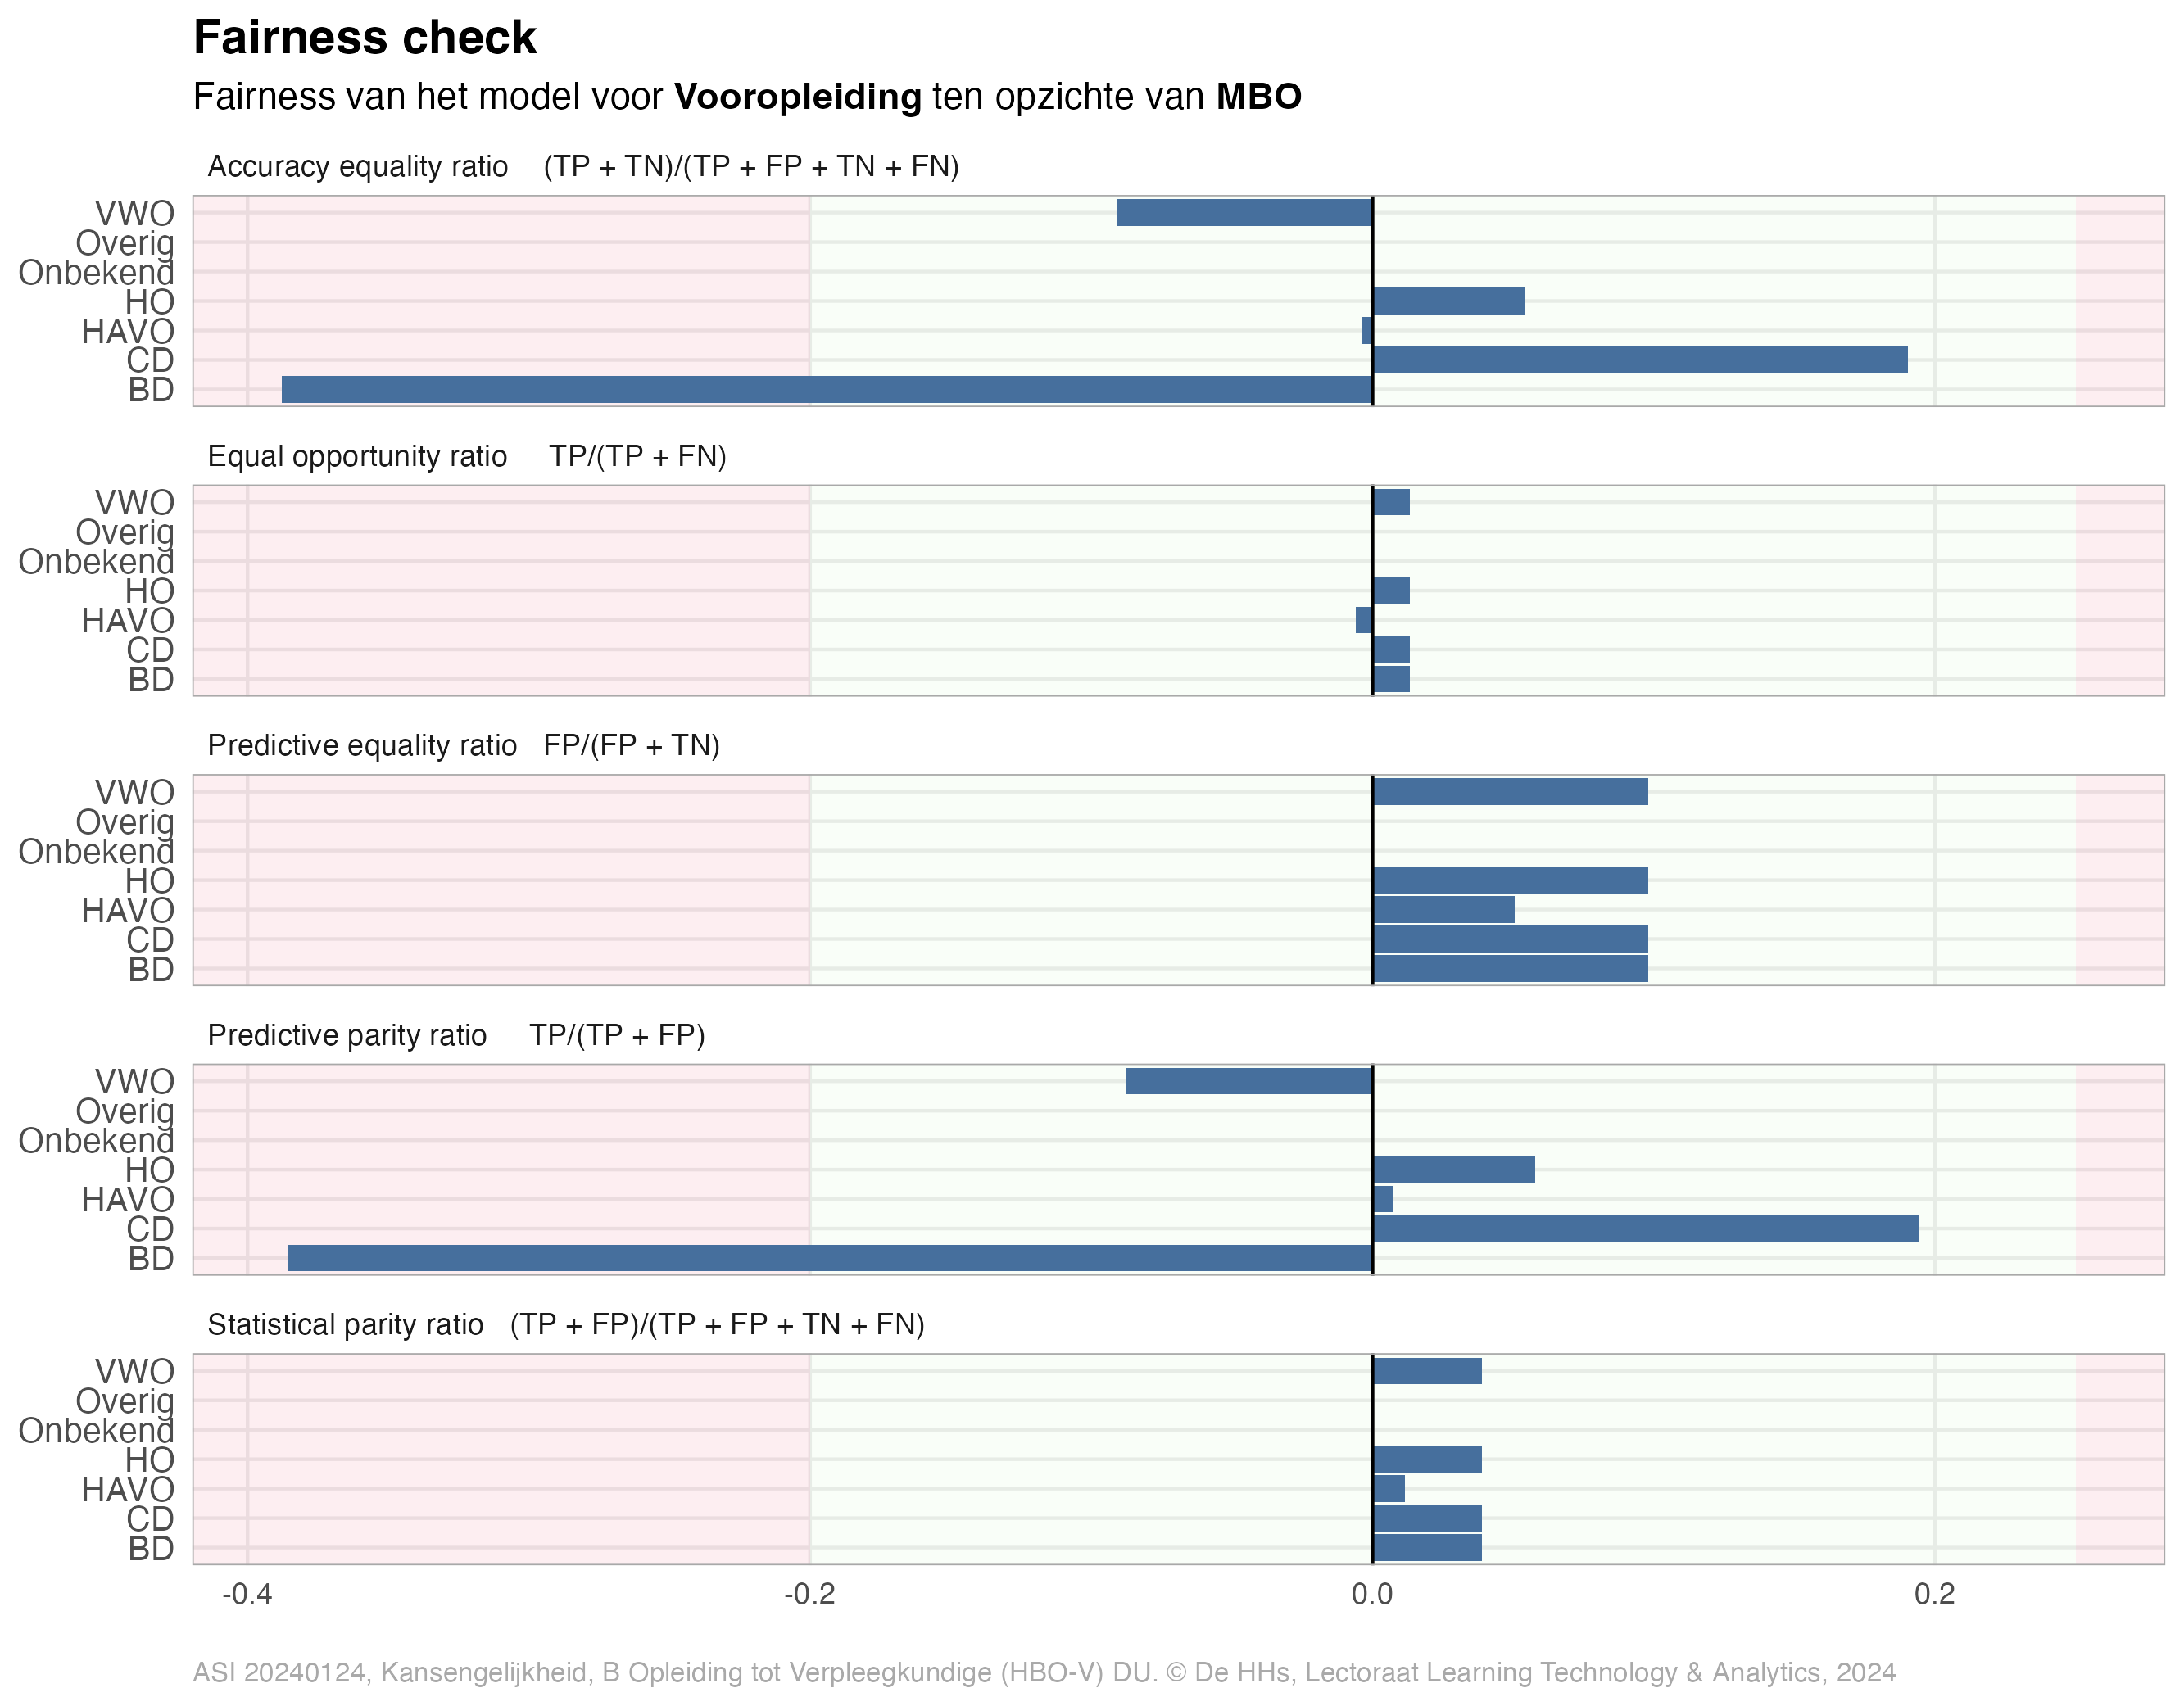 Fairness check
Fairness van het model voor Vooropleiding ten opzichte van MBO
Accuracy equality ratio (TP + TN)/(TP + FP + TN + FN)
VWO
Overig
Onbekend
HO
HAVO
CD
BD
Equal opportunity ratio TP/(TP + FN)
VWO
Overig
Onbekend
HO
HAVO
CD
BD
Predictive equality ratio FP/(FP + TN)
VWO
Overig
Onbekend
HO
HAVO
CD
BD
Predictive parity ratio TP/(TP + FP)
VWO
Overig
Onbekend
HO
HAVO
CD
BD
Statistical parity ratio (TP + FP)/(TP + FP + TN + FN)
VWO
Overig
Onbekend
HO
HAVO
CD
BD
-0.4 -0.2 0.0 0.2
ASI 20240124, Kansengelijkheid, B Opleiding tot Verpleegkundige (HBO-V) DU. © De HHs, Lectoraat Learning Technology & Analytics, 2024